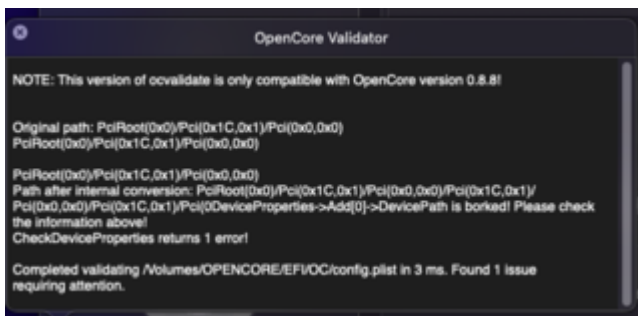 OpenCore Validator
NOTE: This version of ocvalidate is only compatible with OpenCore version 0.8.8!
Original path: PciRoot(0x0)/Pci(0x1C,0x1)/Pci(0x0,0x0)
PciRoot(0x0)/Pci(0x1C,0x1)/Pci(0x0,0x0)
PciRoot(0x0)/Pci(0x1C,0x1)/Pci(0x0,0x0)
Path after internal conversion: PciRoot(0x0)/Pci(0x1C,0x1)/Pci(0x0,0x0)/Pci(0x1C,0x1)/
Pci(0x0,0x0)/Pci(0x1C,0x1)/Pci(0DeviceProperties->Add[0]->DevicePath is borked! Please check
the information above!
CheckDeviceProperties returns 1 error!
Completed validating /Volumes/OPENCORE/EFI/OC/config.plist in 3 ms. Found 1 issue
requiring attention.